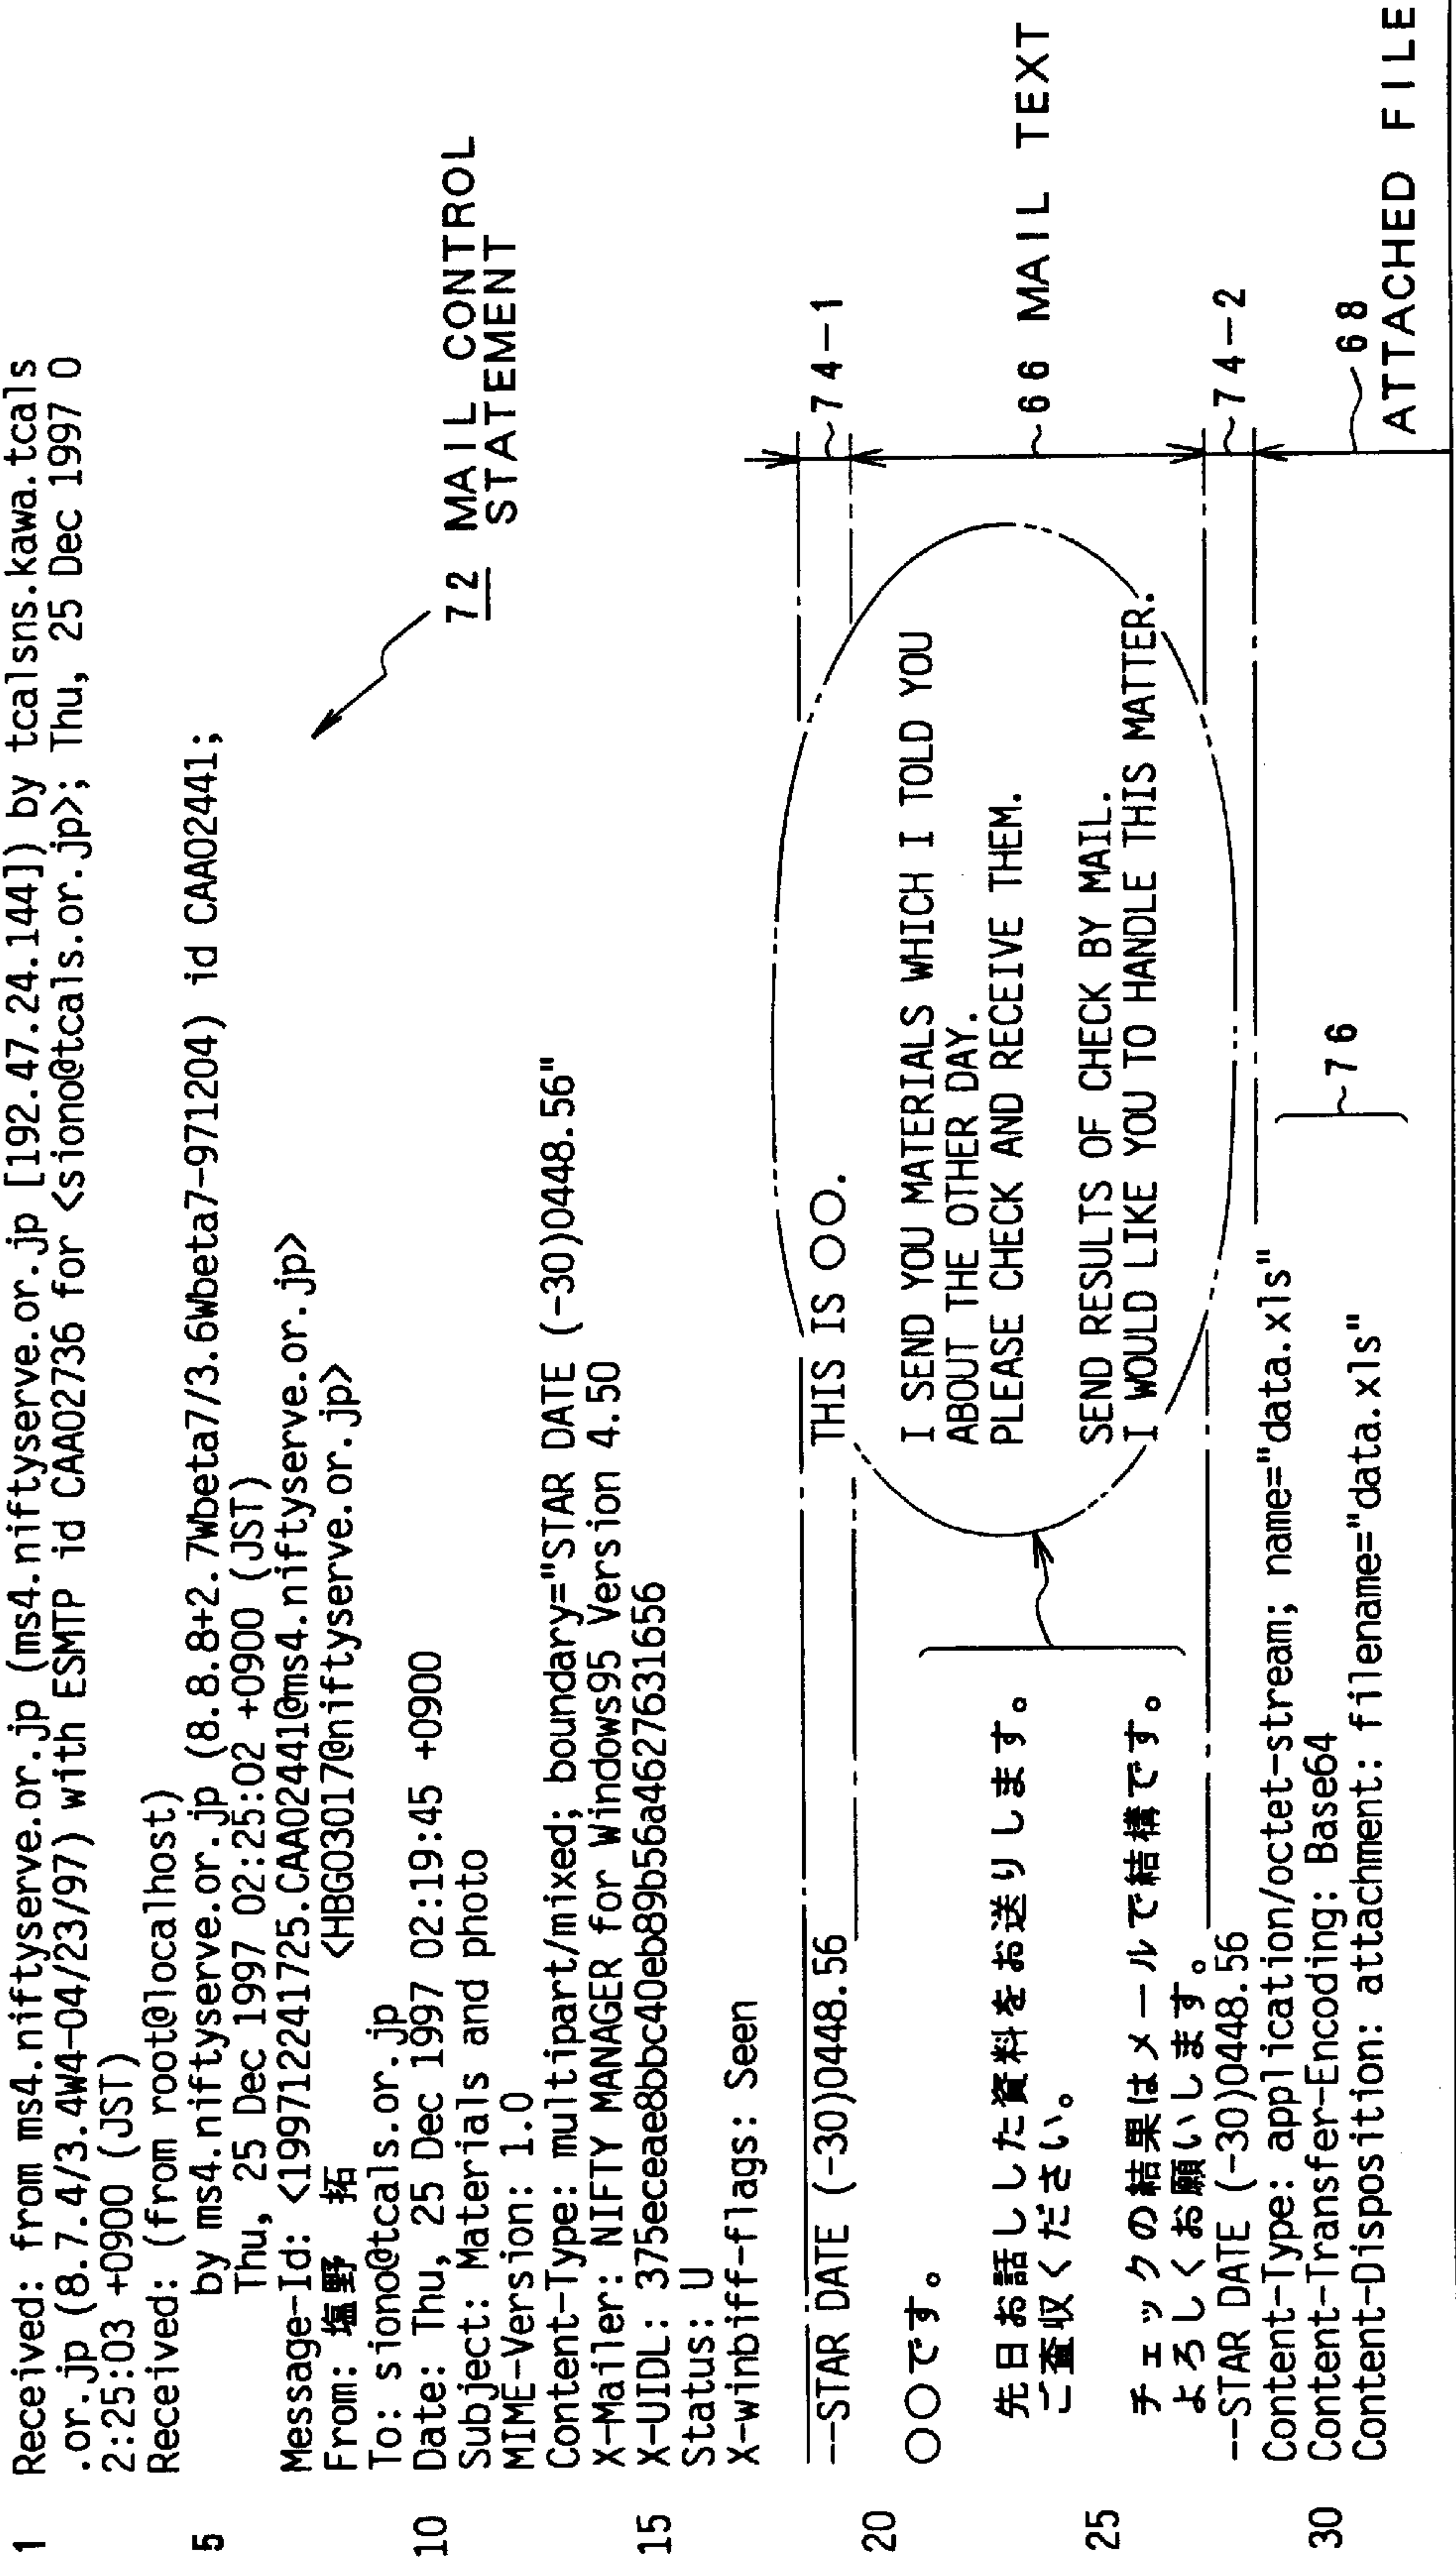 1 Received: from ms4.niftyserve.or.jp (ms4.niftyserve.or.jp [192.47.24.144]) by tcalsns.kawa.tcals
.or.jp (8.7.4/3.4W4-04/23/97) with ESMTP id CAA02736 for <siono@tcals.or.jp>; Thu, 25 Dec 1997 0
2:25:03 +0900 (JST)
Received: (from root@localhost)
5 by ms4.niftyserve.or.jp (8.8.8+2.7Wbeta7/3.6Wbeta7-971204) id CAA02441;
Thu, 25 Dec 1997 02:25:02 +0900 (JST)
Message-Id: <199712241725.CAA02441@ms4.niftyserve.or.jp>
From: 塩野 拓 <HBG03017@niftyserve.or.jp>
To: siono@tcals.or.jp
10 Date: Thu, 25 Dec 1997 02:19:45 +0900
Subject: Materials and photo
MIME-Version: 1.0
Content-Type: multipart/mixed; boundary="STAR DATE (-30)0448.56"
X-Mailer: NIFTY MANAGER for Windows95 Version 4.50
15 X-UIDL: 375eceae8bbc40eb89b56a4627631656
Status: U
X-winbiff-flags: Seen
72 MAIL CONTROL
STATEMENT
--STAR DATE (-30)0448.56
74-1
20
〇〇です。
先日お話しした資料をお送りします。
ご査収ください。
25 チェックの結果はメールで結構です。
よろしくお願いします。
THIS IS 〇〇.
I SEND YOU MATERIALS WHICH I TOLD YOU
ABOUT THE OTHER DAY.
PLEASE CHECK AND RECEIVE THEM.
SEND RESULTS OF CHECK BY MAIL.
I WOULD LIKE YOU TO HANDLE THIS MATTER.
66 MAIL TEXT
--STAR DATE (-30)0448.56
74-2
Content-Type: application/octet-stream; name="data.xls"
30 Content-Transfer-Encoding: Base64
Content-Disposition: attachment: filename="data.xls"
76
68
ATTACHED FILE